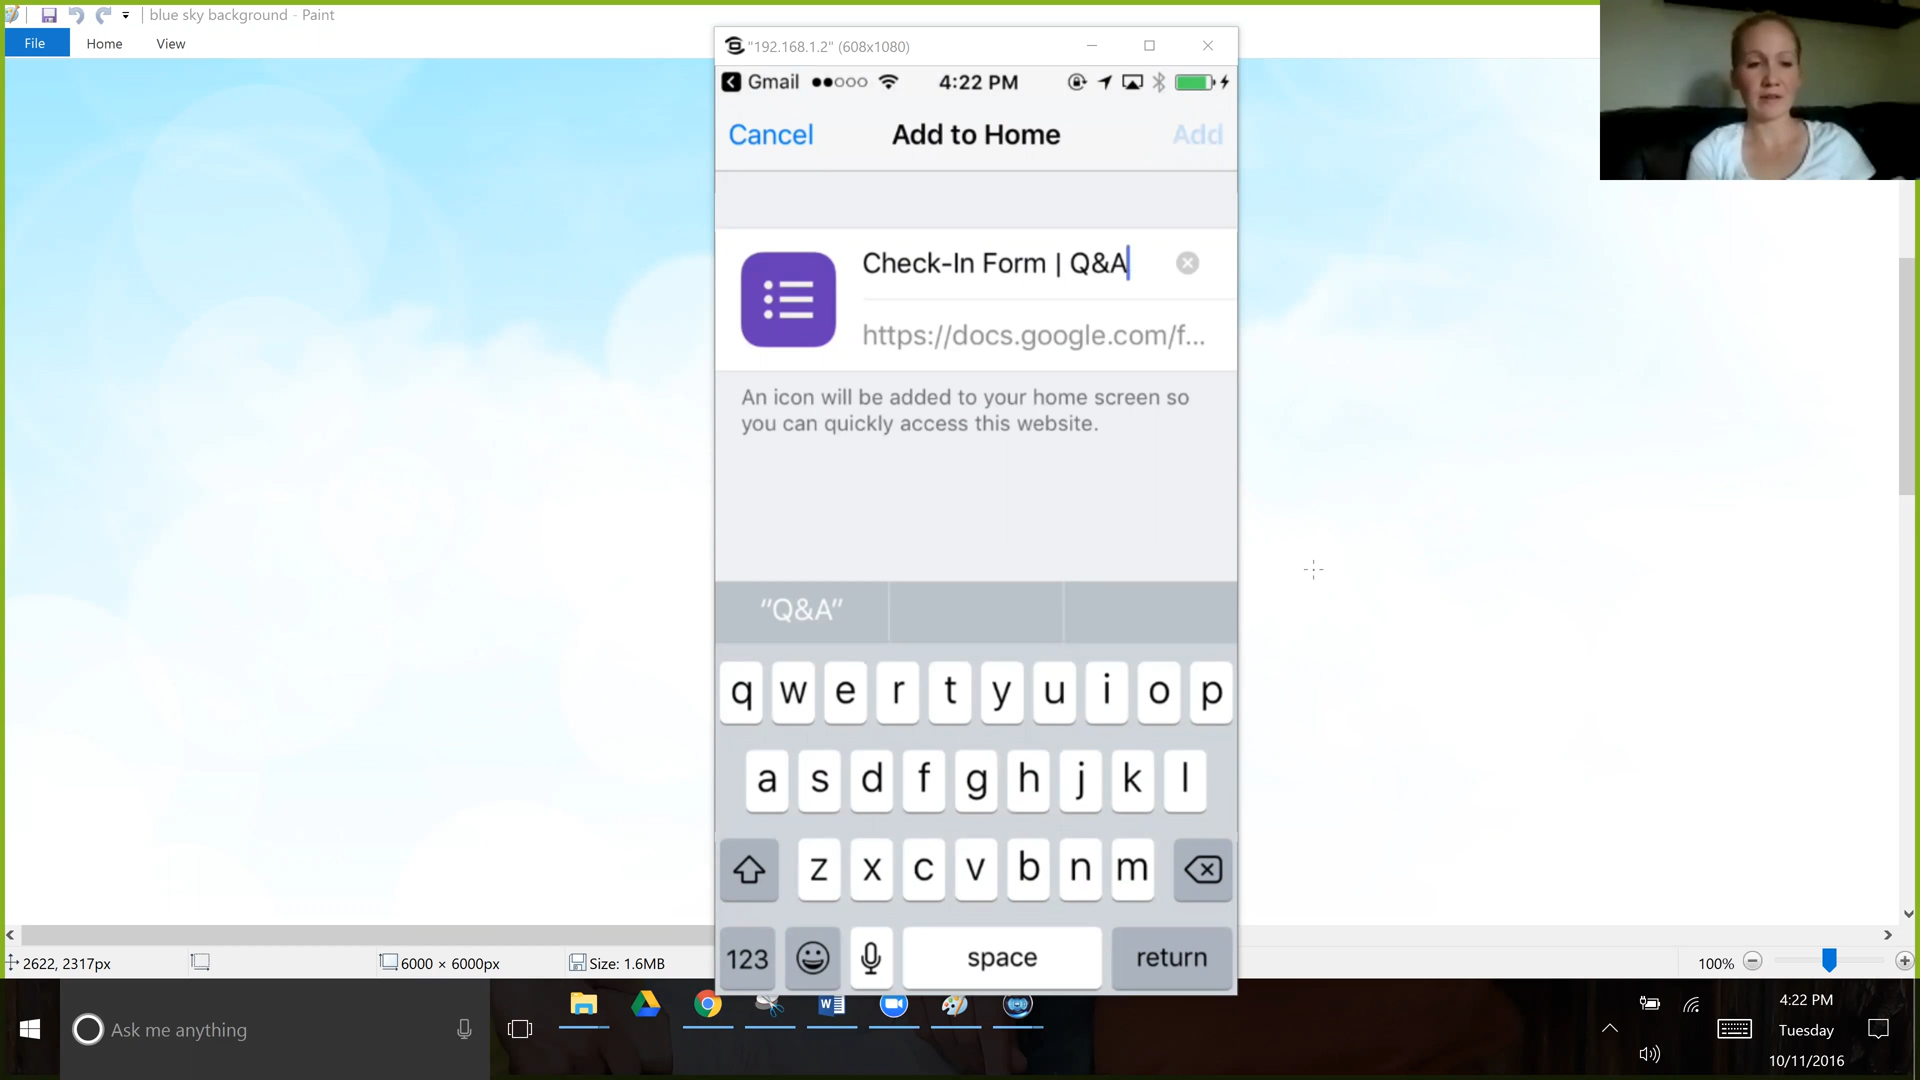 blue sky background - Paint
File Home View
"192.168.1.2" (608x1080)
Gmail 4:22 PM
Cancel Add to Home Add
Check-In Form | Q&A
https://docs.google.com/f...
An icon will be added to your home screen so
you can quickly access this website.
"Q&A"
q w e r t y u i o p
a s d f g h j k l
z x c v b n m
123 space return
2622, 2317px 6000 × 6000px Size: 1.6MB 100%
Ask me anything
4:22 PM
Tuesday
10/11/2016